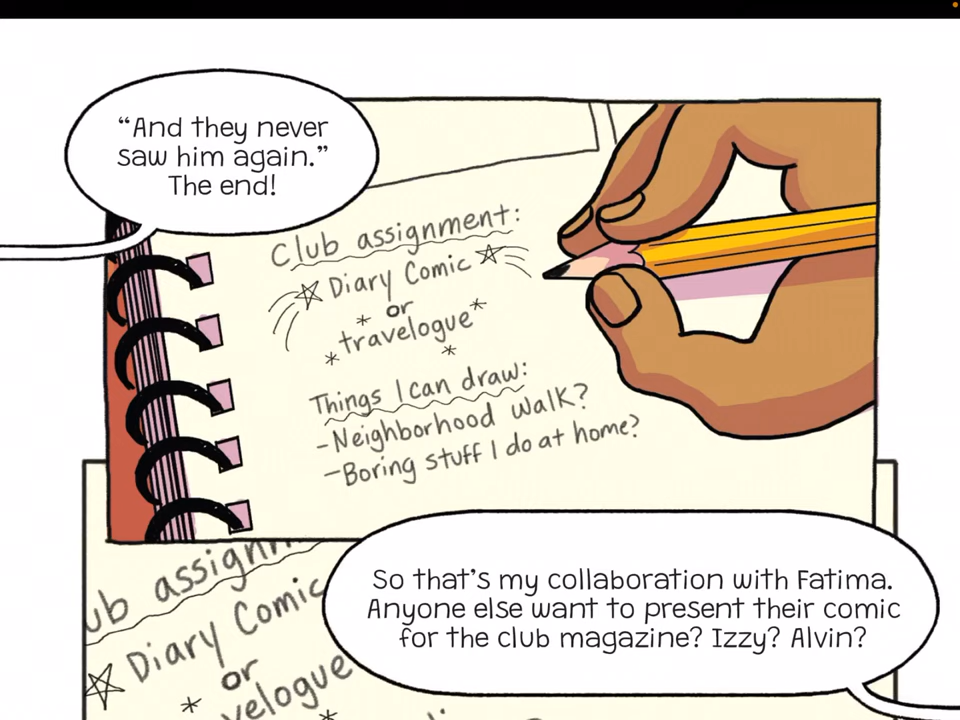 “And they never
saw him again.”
The end!
Club assignment:
Diary Comic
or
travelogue
Things I can draw:
-Neighborhood walk?
-Boring stuff I do at home?
So that’s my collaboration with Fatima.
Anyone else want to present their comic
for the club magazine? Izzy? Alvin?
ub assignm
Diary Comic
or
velogue